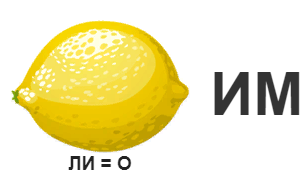 ИМ
ЛИ = О